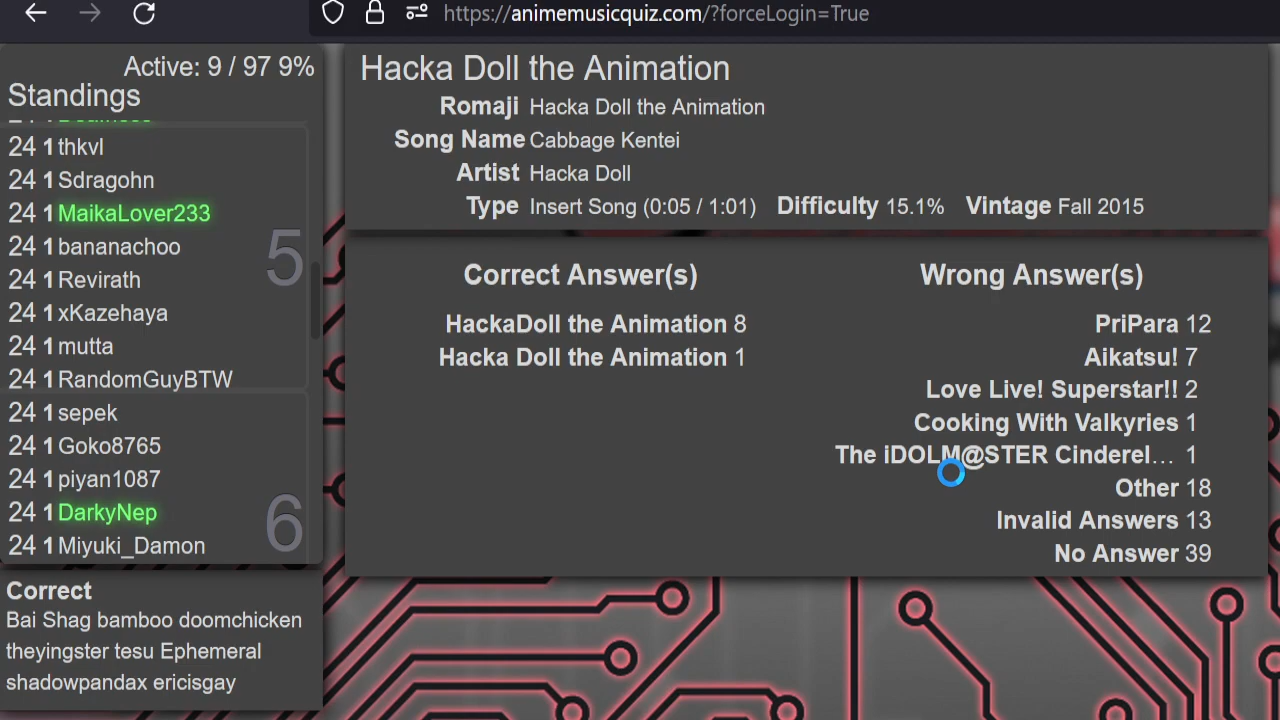 https://animemusicquiz.com/?forceLogin=True
Active: 9 / 97 9%
Standings
24 1 thkvl
24 1 Sdragohn
24 1 MaikaLover233
24 1 bananachoo
24 1 Revirath
24 1 xKazehaya
24 1 mutta
24 1 RandomGuyBTW
5
24 1 sepek
24 1 Goko8765
24 1 piyan1087
24 1 DarkyNep
24 1 Miyuki_Damon
6
Correct
Bai Shag bamboo doomchicken
theyingster tesu Ephemeral
shadowpandax ericisgay
Hacka Doll the Animation
Romaji Hacka Doll the Animation
Song Name Cabbage Kentei
Artist Hacka Doll
Type Insert Song (0:05 / 1:01) Difficulty 15.1% Vintage Fall 2015
Correct Answer(s)
HackaDoll the Animation 8
Hacka Doll the Animation 1
Wrong Answer(s)
PriPara 12
Aikatsu! 7
Love Live! Superstar!! 2
Cooking With Valkyries 1
The iDOLM@STER Cinderel... 1
Other 18
Invalid Answers 13
No Answer 39